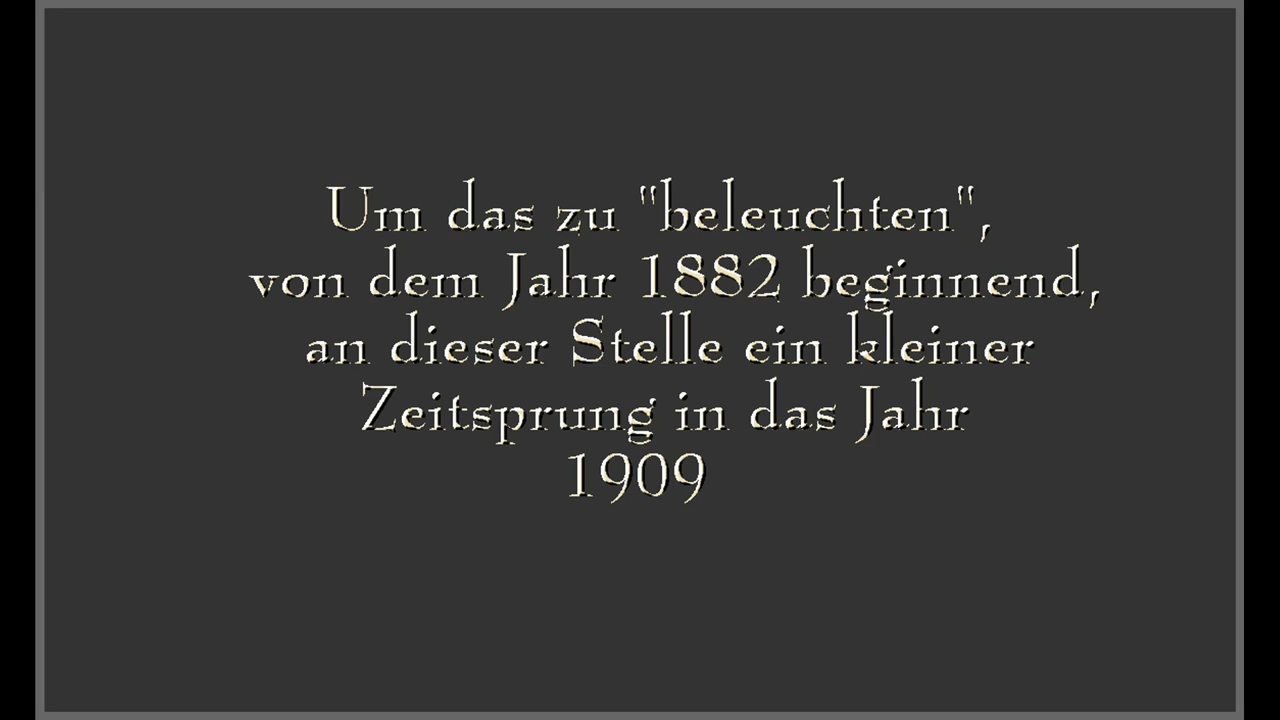 Um das zu "beleuchten",
von dem Jahr 1882 beginnend,
an dieser Stelle ein kleiner
Zeitsprung in das Jahr
1909